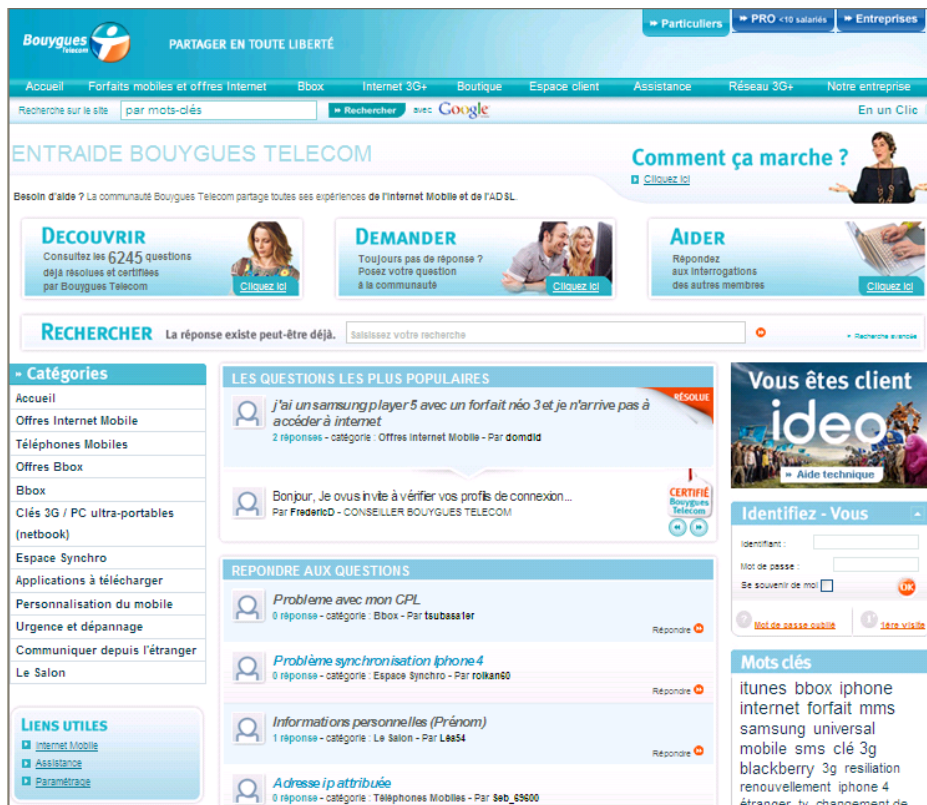 » Particuliers
» PRO <10 salariés
» Entreprises
Bouygues
Telecom
PARTAGER EN TOUTE LIBERTÉ
Accueil Forfaits mobiles et offres Internet Bbox Internet 3G+ Boutique Espace client Assistance Réseau 3G+ Notre entreprise
Recherche sur le site par mots-clés » Rechercher avec Google En un Clic
ENTRAIDE BOUYGUES TELECOM
Comment ça marche ?
Cliquez ici
Besoin d'aide ? La communauté Bouygues Telecom partage toutes ses expériences de l'Internet Mobile et de l'ADSL.
DECOUVRIR
Consultez les 6245 questions
déjà résolues et certifiées
par Bouygues Telecom
Cliquez ici
DEMANDER
Toujours pas de réponse ?
Posez votre question
à la communauté
Cliquez ici
AIDER
Répondez
aux interrogations
des autres membres
Cliquez ici
RECHERCHER La réponse existe peut-être déjà. Saisissez votre recherche Recherche avancée
» Catégories
Accueil
Offres Internet Mobile
Téléphones Mobiles
Offres Bbox
Bbox
Clés 3G / PC ultra-portables
(netbook)
Espace Synchro
Applications à télécharger
Personnalisation du mobile
Urgence et dépannage
Communiquer depuis l'étranger
Le Salon
LIENS UTILES
Internet Mobile
Assistance
Paramétrage
LES QUESTIONS LES PLUS POPULAIRES
j'ai un samsung player 5 avec un forfait néo 3 et je n'arrive pas à
accéder à internet
RÉSOLUE
2 réponses - catégorie : Offres Internet Mobile - Par domdid
Bonjour, Je ovus invite à vérifier vos profils de connexion...
Par FredericD - CONSEILLER BOUYGUES TELECOM
CERTIFIÉ
Bouygues
Telecom
REPONDRE AUX QUESTIONS
Probleme avec mon CPL
0 réponse - catégorie : Bbox - Par tsubasa1er
Répondre
Problème synchronisation Iphone 4
0 réponse - catégorie : Espace Synchro - Par rolkan60
Répondre
Informations personnelles (Prénom)
1 réponse - catégorie : Le Salon - Par Léa54
Répondre
Adresse ip attribuée
0 réponse - catégorie : Téléphones Mobiles - Par Seb_69600
Vous êtes client
ideo
» Aide technique
Identifiez - Vous
Identifiant :
Mot de passe :
Se souvenir de moi
OK
? Mot de passe oublié
1° 1ère visite
Mots clés
itunes bbox iphone
internet forfait mms
samsung universal
mobile sms clé 3g
blackberry 3g resiliation
renouvellement iphone 4
étranger tv changement de